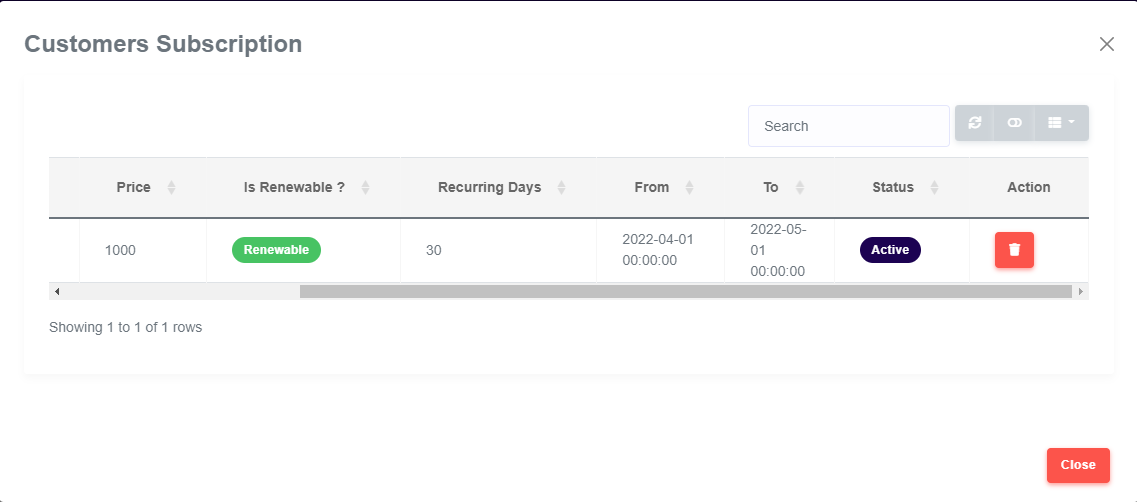 Customers Subscription
Search
Price Is Renewable ? Recurring Days From To Status Action
1000 Renewable 30 2022-04-01 00:00:00 2022-05-01 00:00:00 Active
Showing 1 to 1 of 1 rows
Close